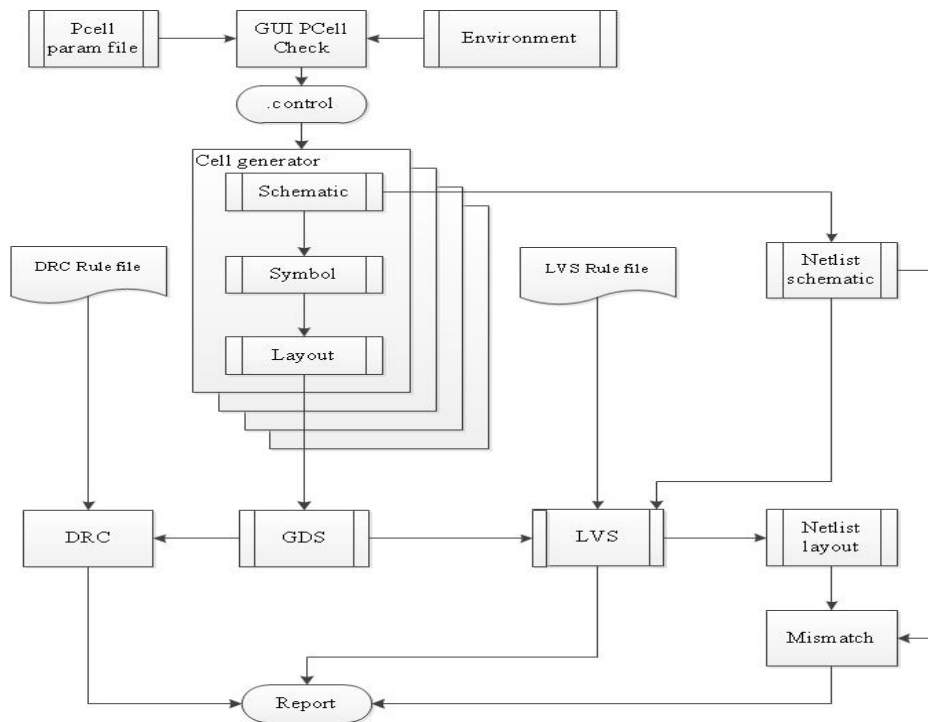 Pcell
param file
GUI PCell
Check
Environment
.control
Cell generator
Schematic
DRC Rule file
Symbol
LVS Rule file
Netlist
schematic
Layout
DRC
GDS
LVS
Netlist
layout
Mismatch
Report